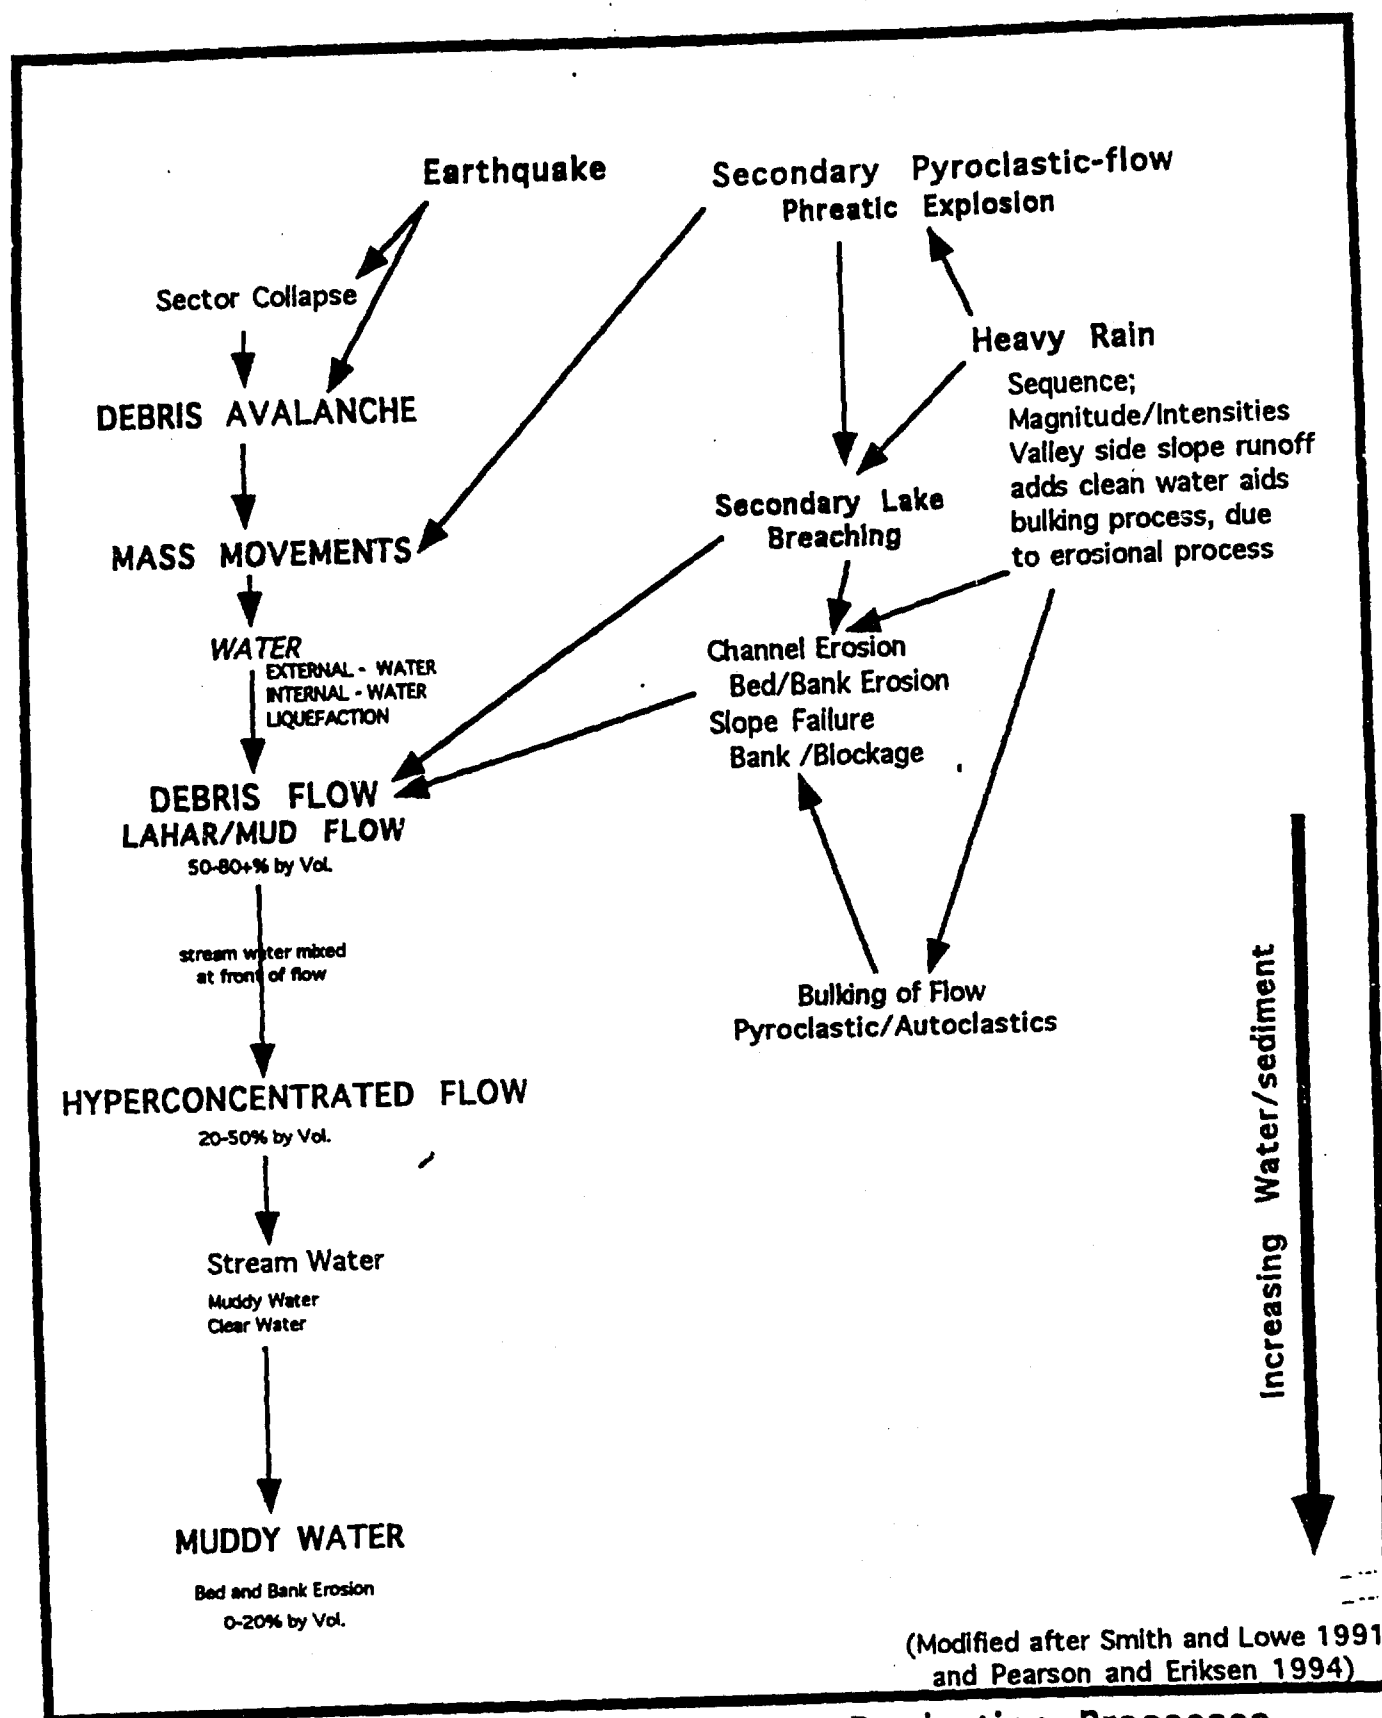 Earthquake
Secondary Pyroclastic-flow
Phreatic Explosion
Sector Collapse
Heavy Rain
Sequence;
Magnitude/Intensities
Valley side slope runoff
adds clean water aids
bulking process, due
to erosional process
DEBRIS AVALANCHE
Secondary Lake
Breaching
MASS MOVEMENTS
WATER
EXTERNAL - WATER
INTERNAL - WATER
LIQUEFACTION
Channel Erosion
Bed/Bank Erosion
Slope Failure
Bank /Blockage
DEBRIS FLOW
LAHAR/MUD FLOW
50-80+% by Vol.
stream water mixed
at front of flow
Bulking of Flow
Pyroclastic/Autoclastics
HYPERCONCENTRATED FLOW
20-50% by Vol.
Increasing Water/sediment
Stream Water
Muddy Water
Clear Water
MUDDY WATER
Bed and Bank Erosion
0-20% by Vol.
(Modified after Smith and Lowe 1991
and Pearson and Eriksen 1994)